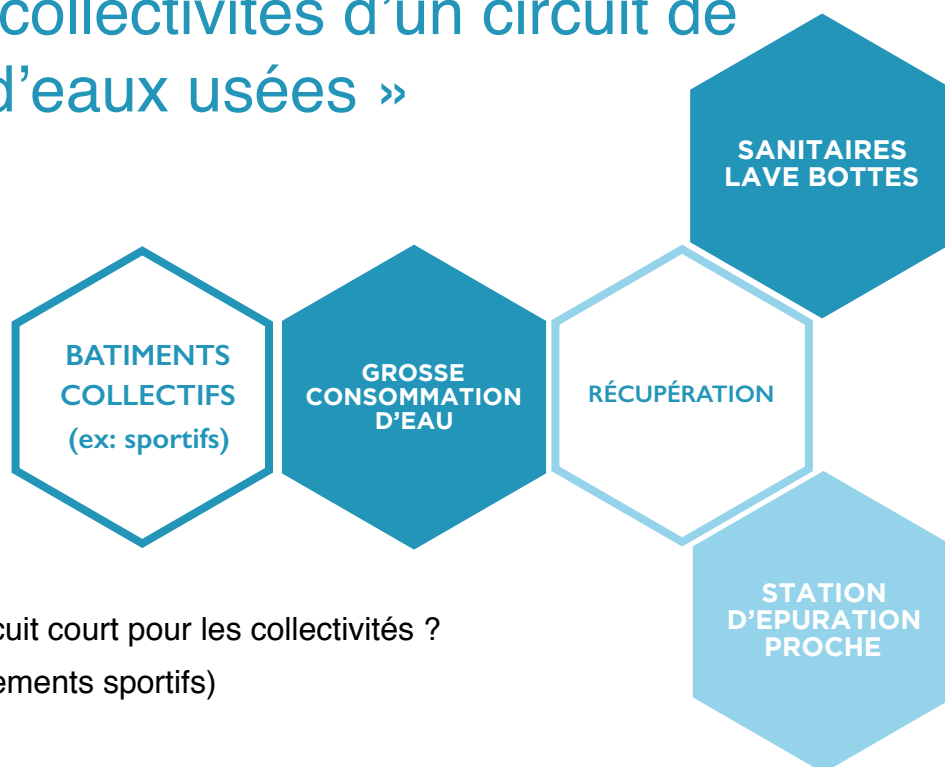 collectivités d’un circuit de
d’eaux usées »
SANITAIRES
LAVE BOTTES
BATIMENTS
COLLECTIFS
(ex: sportifs)
GROSSE
CONSOMMATION
D’EAU
RÉCUPÉRATION
STATION
D’EPURATION
PROCHE
cuit court pour les collectivités ?
ements sportifs)